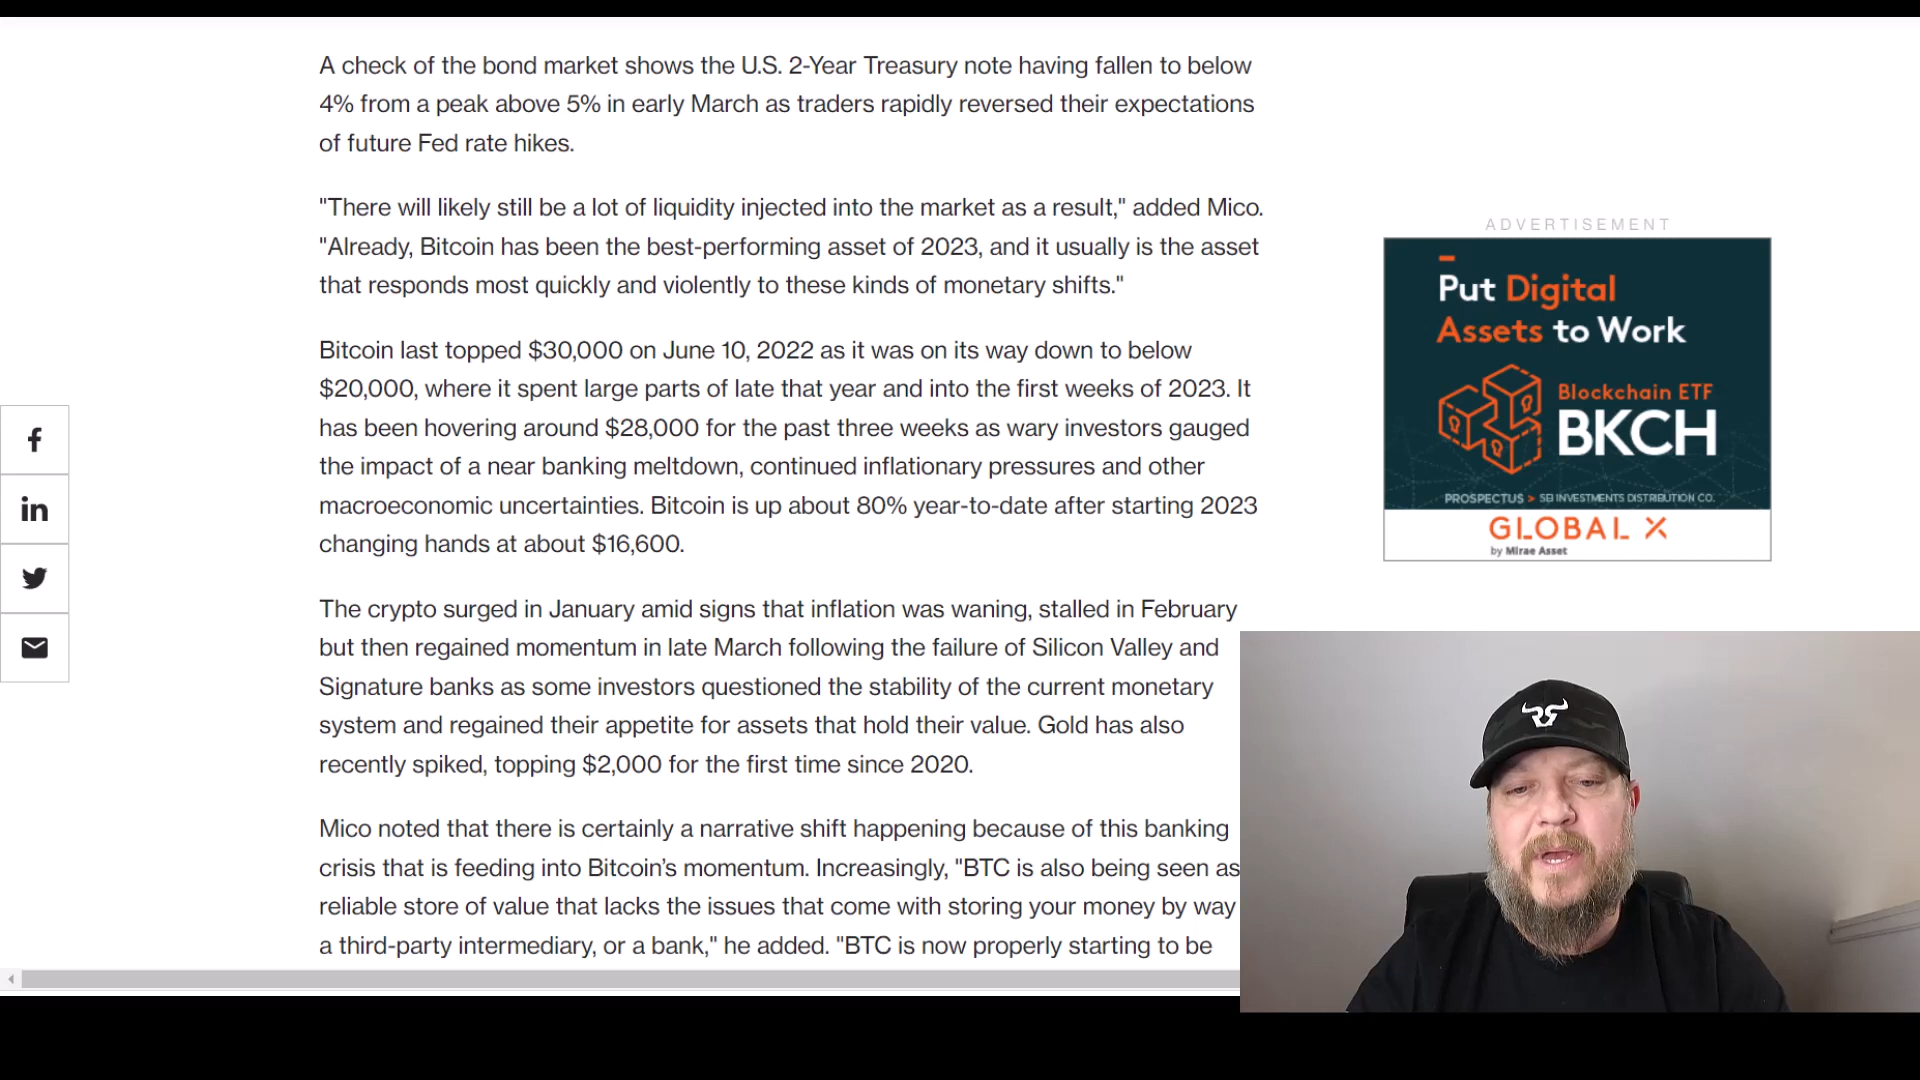 A check of the bond market shows the U.S. 2-Year Treasury note having fallen to below
4% from a peak above 5% in early March as traders rapidly reversed their expectations
of future Fed rate hikes.
"There will likely still be a lot of liquidity injected into the market as a result," added Mico.
"Already, Bitcoin has been the best-performing asset of 2023, and it usually is the asset
that responds most quickly and violently to these kinds of monetary shifts."
Bitcoin last topped $30,000 on June 10, 2022 as it was on its way down to below
$20,000, where it spent large parts of late that year and into the first weeks of 2023. It
has been hovering around $28,000 for the past three weeks as wary investors gauged
the impact of a near banking meltdown, continued inflationary pressures and other
macroeconomic uncertainties. Bitcoin is up about 80% year-to-date after starting 2023
changing hands at about $16,600.
The crypto surged in January amid signs that inflation was waning, stalled in February
but then regained momentum in late March following the failure of Silicon Valley and
Signature banks as some investors questioned the stability of the current monetary
system and regained their appetite for assets that hold their value. Gold has also
recently spiked, topping $2,000 for the first time since 2020.
Mico noted that there is certainly a narrative shift happening because of this banking
crisis that is feeding into Bitcoin's momentum. Increasingly, "BTC is also being seen as
reliable store of value that lacks the issues that come with storing your money by way
a third-party intermediary, or a bank," he added. "BTC is now properly starting to be
ADVERTISEMENT
Put Digital
Assets to Work
Blockchain ETF
BKCH
PROSPECTUS > SEI INVESTMENTS DISTRIBUTION CO.
GLOBAL X
by Mirae Asset